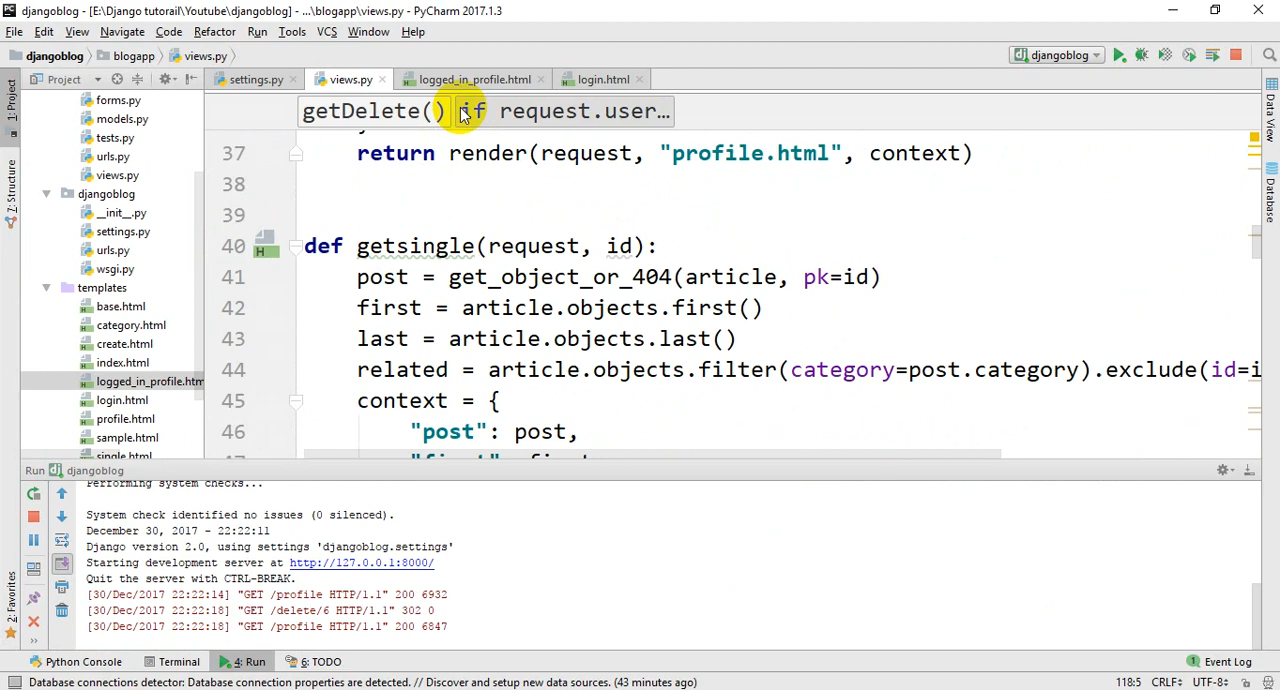 djangoblog - [E:\Django tutorail\Youtube\djangoblog] - ...\blogapp\views.py - PyCharm 2017.1.3
File Edit View Navigate Code Refactor Run Tools VCS Window Help
djangoblog blogapp views.py djangoblog
Project settings.py views.py logged_in_profile.html login.html
1: Project
7: Structure
2: Favorites
forms.py
models.py
tests.py
urls.py
views.py
djangoblog
__init__.py
settings.py
urls.py
wsgi.py
templates
base.html
category.html
create.html
index.html
logged_in_profile.htm
login.html
profile.html
sample.html
single.html
getDelete() if request.user...
37 return render(request, "profile.html", context)
38
39
40 def getsingle(request, id):
41 post = get_object_or_404(article, pk=id)
42 first = article.objects.first()
43 last = article.objects.last()
44 related = article.objects.filter(category=post.category).exclude(id=i
45 context = {
46 "post": post,
Data View
Database
Run djangoblog
Performing system checks...
System check identified no issues (0 silenced).
December 30, 2017 - 22:22:11
Django version 2.0, using settings 'djangoblog.settings'
Starting development server at http://127.0.0.1:8000/
Quit the server with CTRL-BREAK.
[30/Dec/2017 22:22:14] "GET /profile HTTP/1.1" 200 6932
[30/Dec/2017 22:22:18] "GET /delete/6 HTTP/1.1" 302 0
[30/Dec/2017 22:22:18] "GET /profile HTTP/1.1" 200 6847
Python Console Terminal 4: Run 6: TODO 1 Event Log
Database connections detector: Database connection properties are detected. // Discover and setup new data sources. (43 minutes ago) 118:5 CRLF UTF-8